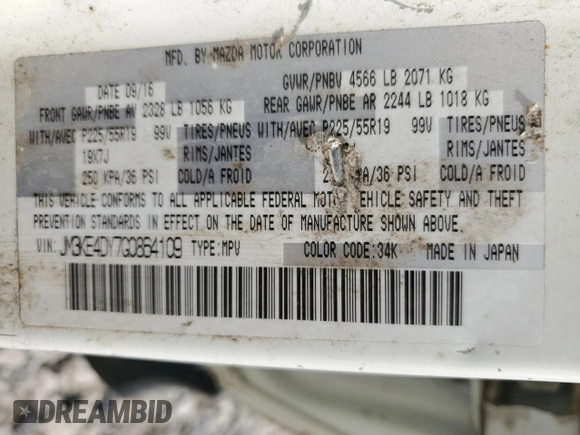 MFD. BY MAZDA MOTOR CORPORATION
DATE 09/16 GVWR/PNBV 4566 LB 2071 KG
FRONT GAWR/PNBE AV 2328 LB 1056 KG REAR GAWR/PNBE AR 2244 LB 1018 KG
WITH/AVEC P225/55R19 99V TIRES/PNEUS WITH/AVEC P225/55R19 99V TIRES/PNEUS
19X7J RIMS/JANTES RIMS/JANTES
250 KPA/36 PSI COLD/A FROID KPA/36 PSI COLD/A FROID
THIS VEHICLE CONFORMS TO ALL APPLICABLE FEDERAL MOTOR VEHICLE SAFETY AND THEFT
PREVENTION STANDARDS IN EFFECT ON THE DATE OF MANUFACTURE SHOWN ABOVE.
VIN: JM3KE4DY7G0854109 TYPE: MPV COLOR CODE: 34K MADE IN JAPAN
DREAMBID